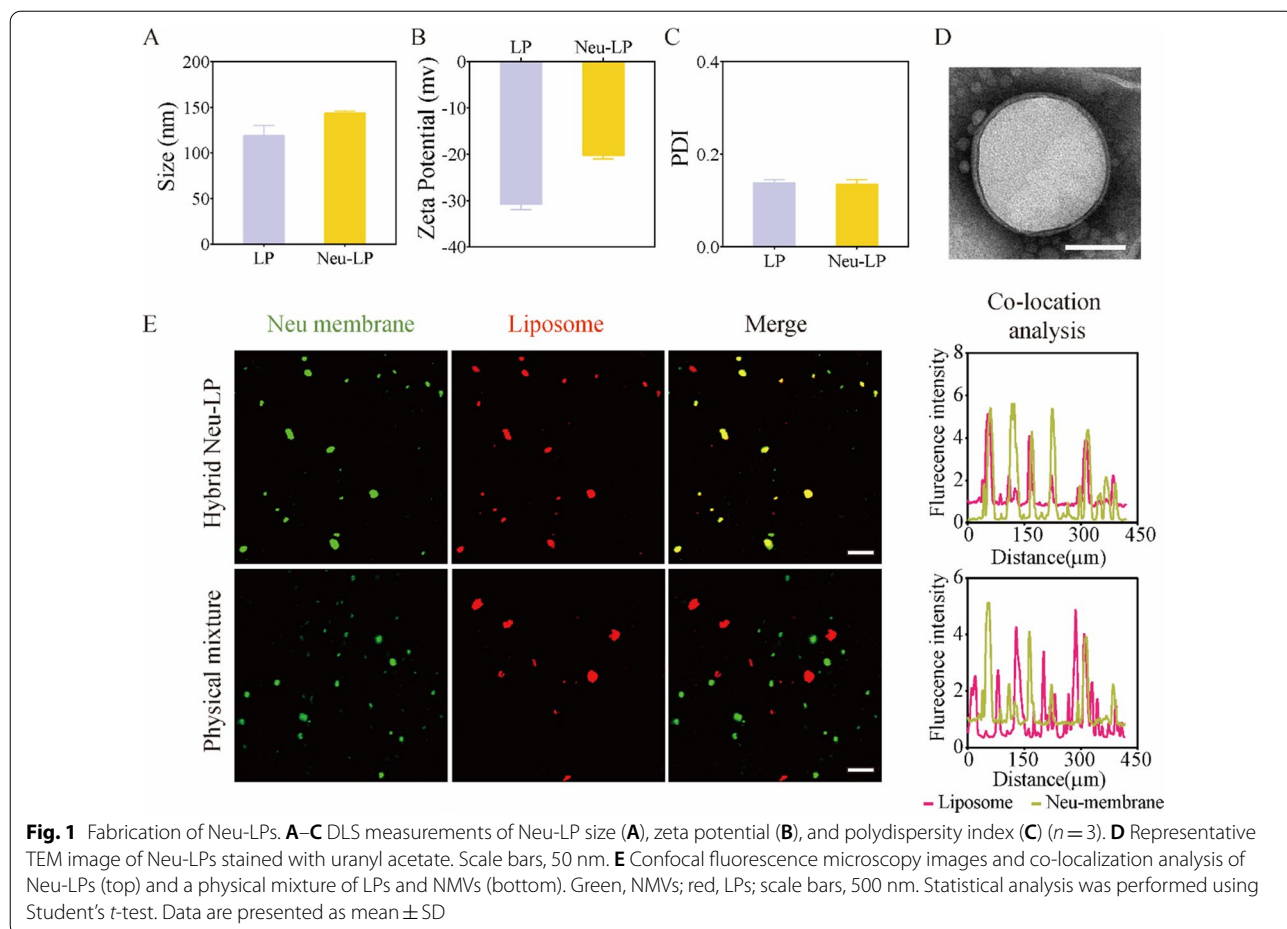 A
B
C
D
Size (nm)
200
150
100
50
0
LP
Neu-LP
LP
Neu-LP
Zeta Potential (mv)
0
-10
-20
-30
-40
PDI
0.4
0.2
0.0
LP
Neu-LP
E
Neu membrane
Liposome
Merge
Co-location
analysis
Hybrid Neu-LP
Physical mixture
Flurecence intensity
8
6
4
2
0
0
150
300
450
Distance(μm)
Flurecence intensity
6
4
2
0
0
150
300
450
Distance(μm)
Liposome
Neu-membrane
Fig. 1 Fabrication of Neu-LPs. A–C DLS measurements of Neu-LP size (A), zeta potential (B), and polydispersity index (C) (n = 3). D Representative
TEM image of Neu-LPs stained with uranyl acetate. Scale bars, 50 nm. E Confocal fluorescence microscopy images and co-localization analysis of
Neu-LPs (top) and a physical mixture of LPs and NMVs (bottom). Green, NMVs; red, LPs; scale bars, 500 nm. Statistical analysis was performed using
Student's t-test. Data are presented as mean ± SD